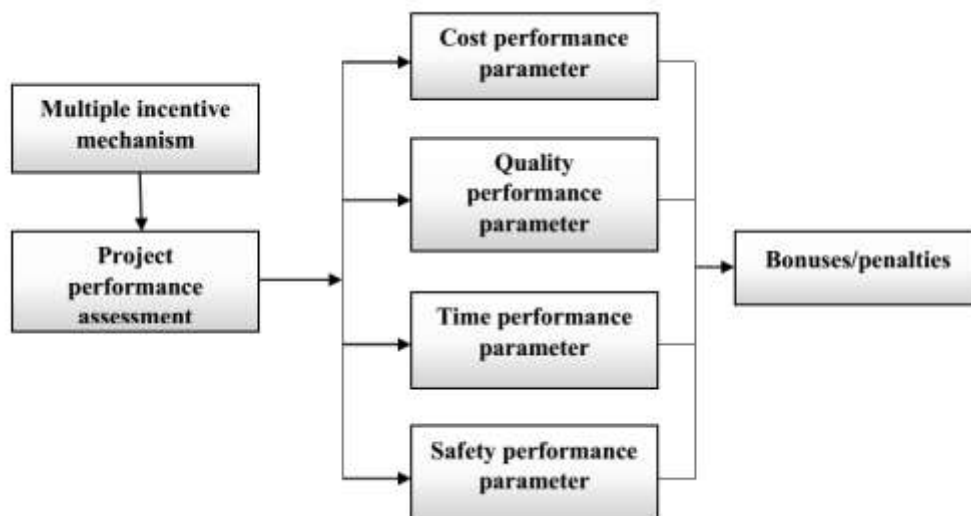 Multiple incentive
mechanism
Project
performance
assessment
Cost performance
parameter
Quality
performance
parameter
Time performance
parameter
Safety performance
parameter
Bonuses/penalties